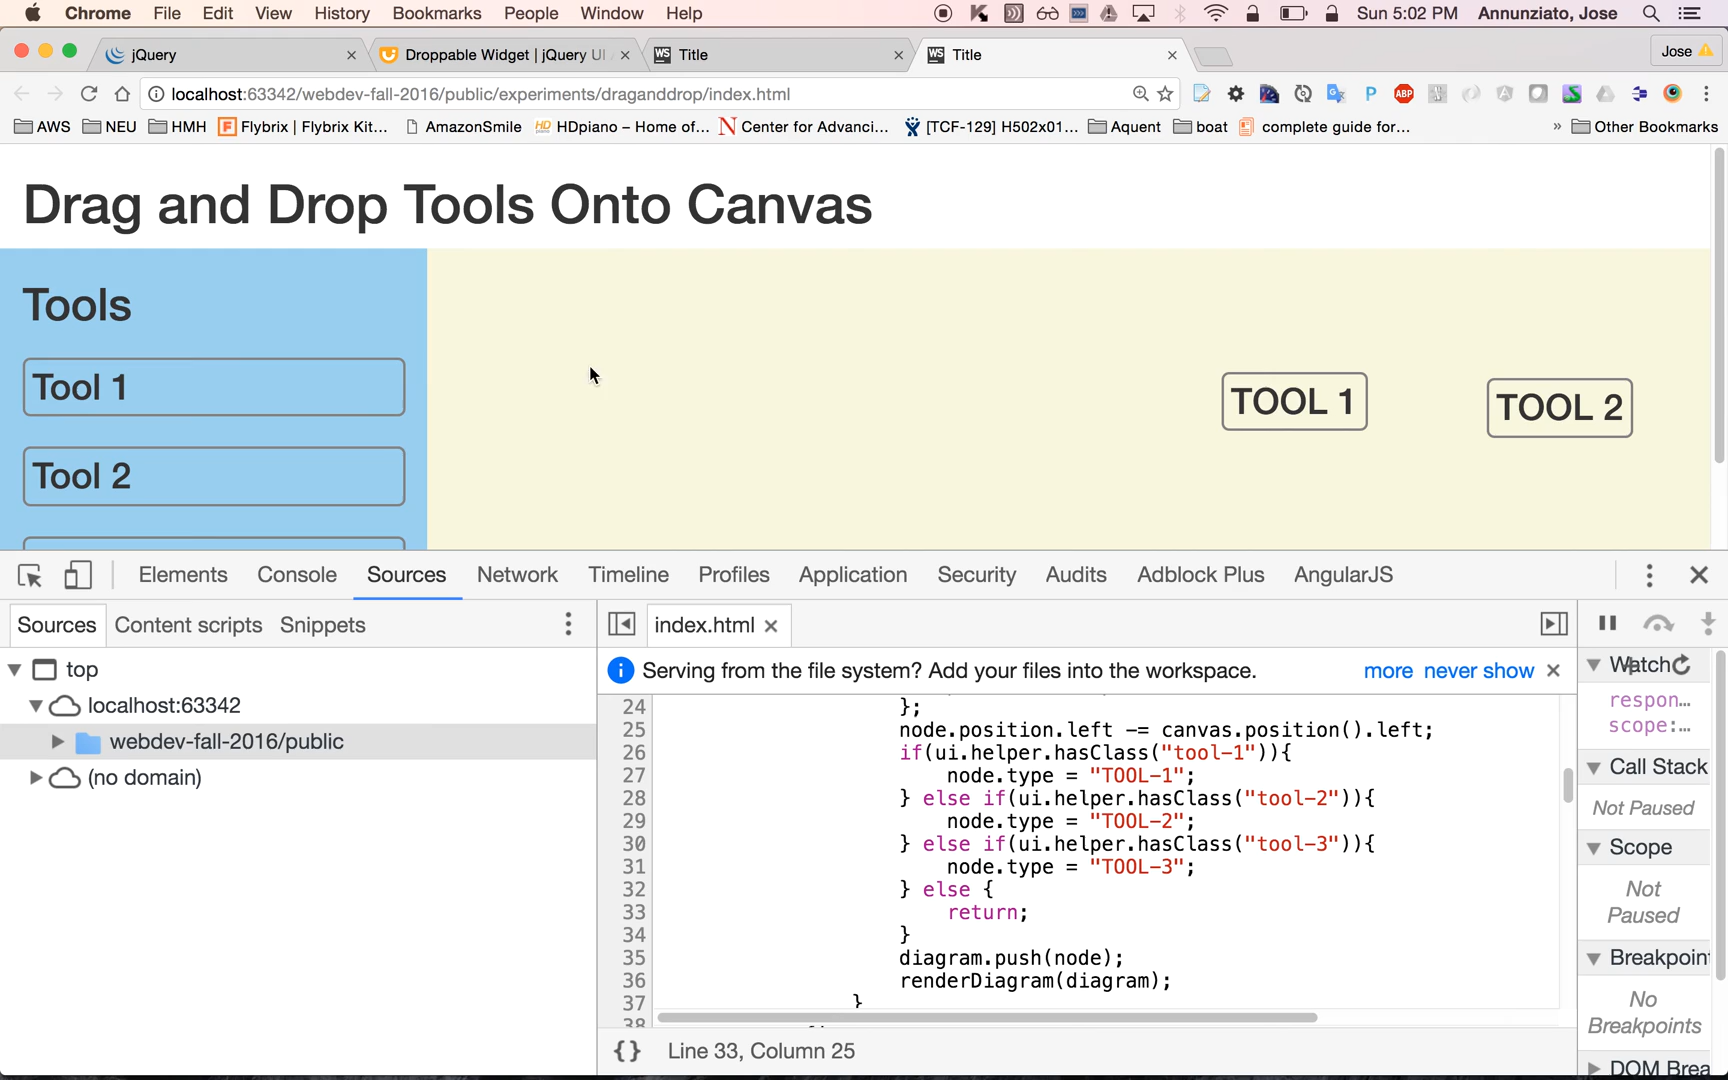 Chrome File Edit View History Bookmarks People Window Help Sun 5:02 PM Annunziato, Jose
jQuery Droppable Widget | jQuery UI Title Title Jose
localhost:63342/webdev-fall-2016/public/experiments/draganddrop/index.html
AWS NEU HMH Flybrix | Flybrix Kit... AmazonSmile HDpiano – Home of... Center for Advanci... [TCF-129] H502x01... Aquent boat complete guide for... » Other Bookmarks
Drag and Drop Tools Onto Canvas
Tools
Tool 1
Tool 2
TOOL 1
TOOL 2
Elements Console Sources Network Timeline Profiles Application Security Audits Adblock Plus AngularJS
Sources Content scripts Snippets
index.html
top
localhost:63342
webdev-fall-2016/public
(no domain)
Serving from the file system? Add your files into the workspace. more never show
24 };
25 node.position.left -= canvas.position().left;
26 if(ui.helper.hasClass("tool-1")){
27 node.type = "TOOL-1";
28 } else if(ui.helper.hasClass("tool-2")){
29 node.type = "TOOL-2";
30 } else if(ui.helper.hasClass("tool-3")){
31 node.type = "TOOL-3";
32 } else {
33 return;
34 }
35 diagram.push(node);
36 renderDiagram(diagram);
37 }
38
{} Line 33, Column 25
Watch
respon...
scope:...
Call Stack
Not Paused
Scope
Not
Paused
Breakpoin
No
Breakpoints
DOM Brea